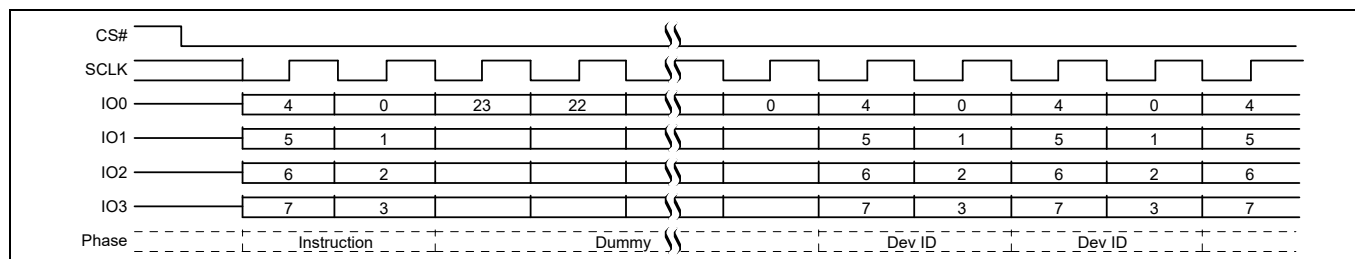 CS#
SCLK
IO0 4 0 23 22 0 4 0 4 0 4
IO1 5 1 5 1 5 1 5
IO2 6 2 6 2 6 2 6
IO3 7 3 7 3 7 3 7
Phase Instruction Dummy Dev ID Dev ID